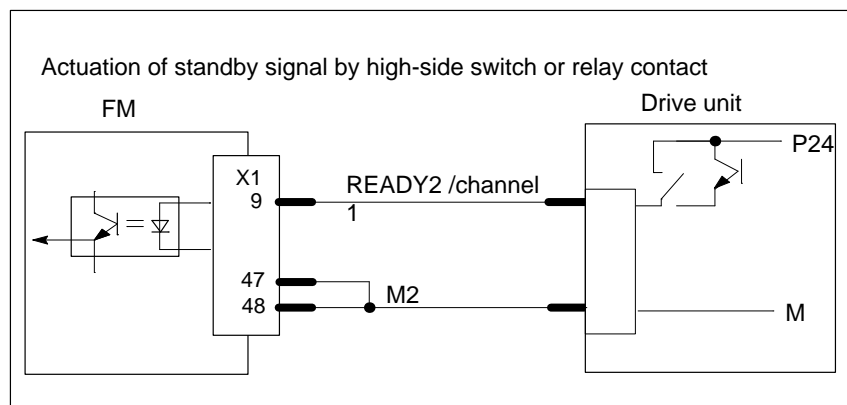 Actuation of standby signal by high-side switch or relay contact
FM
Drive unit
P24
X1
9
READY2 /channel
1
47
48
M2
M